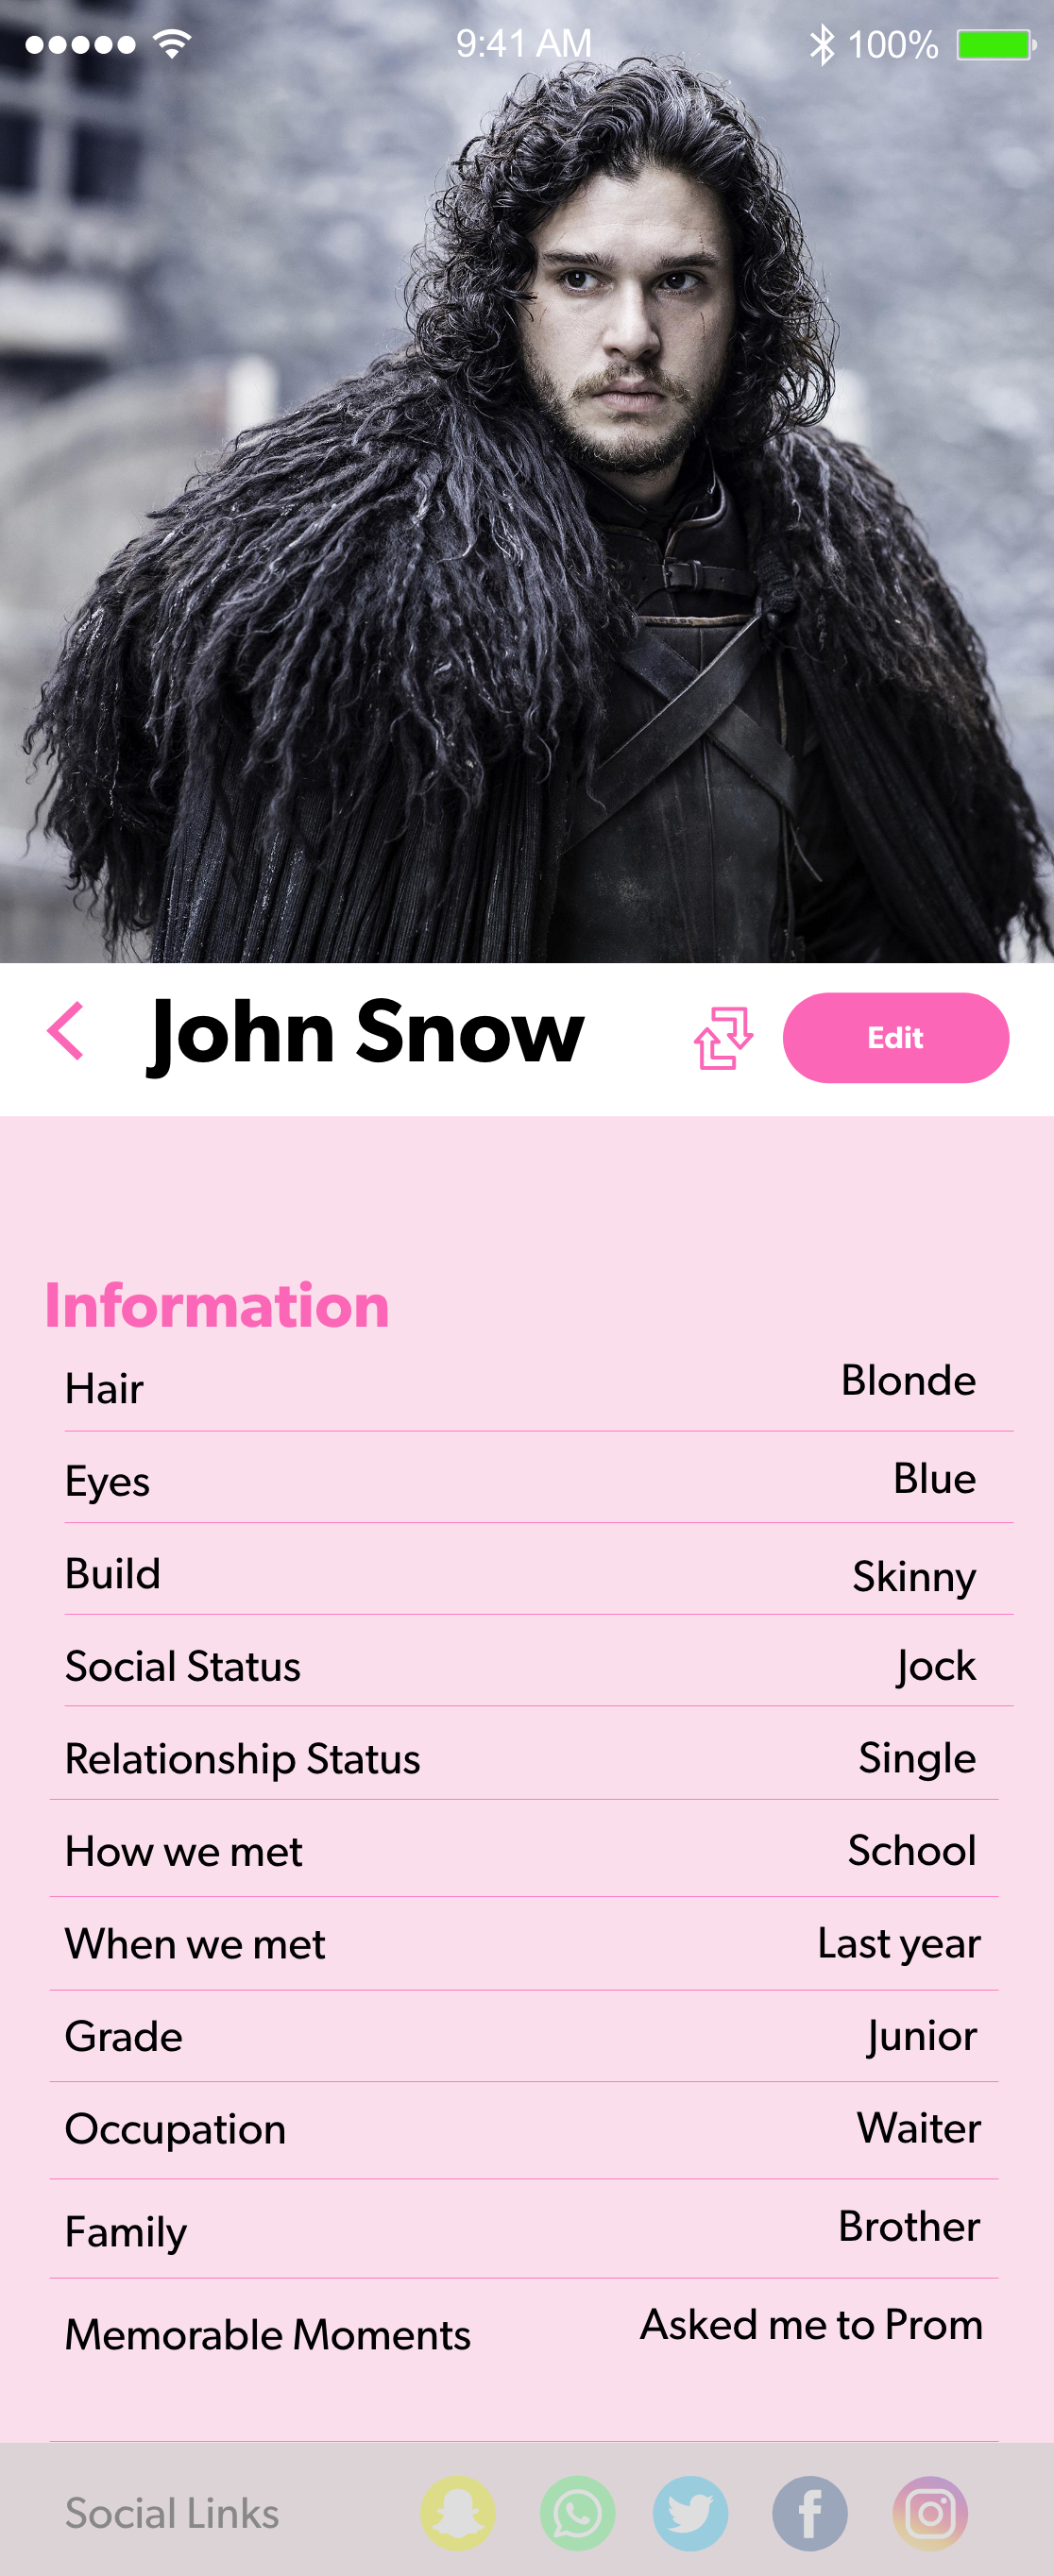 9:41 AM 100%
John Snow
Edit
Information
Hair Blonde
Eyes Blue
Build Skinny
Social Status Jock
Relationship Status Single
How we met School
When we met Last year
Grade Junior
Occupation Waiter
Family Brother
Memorable Moments Asked me to Prom
Social Links